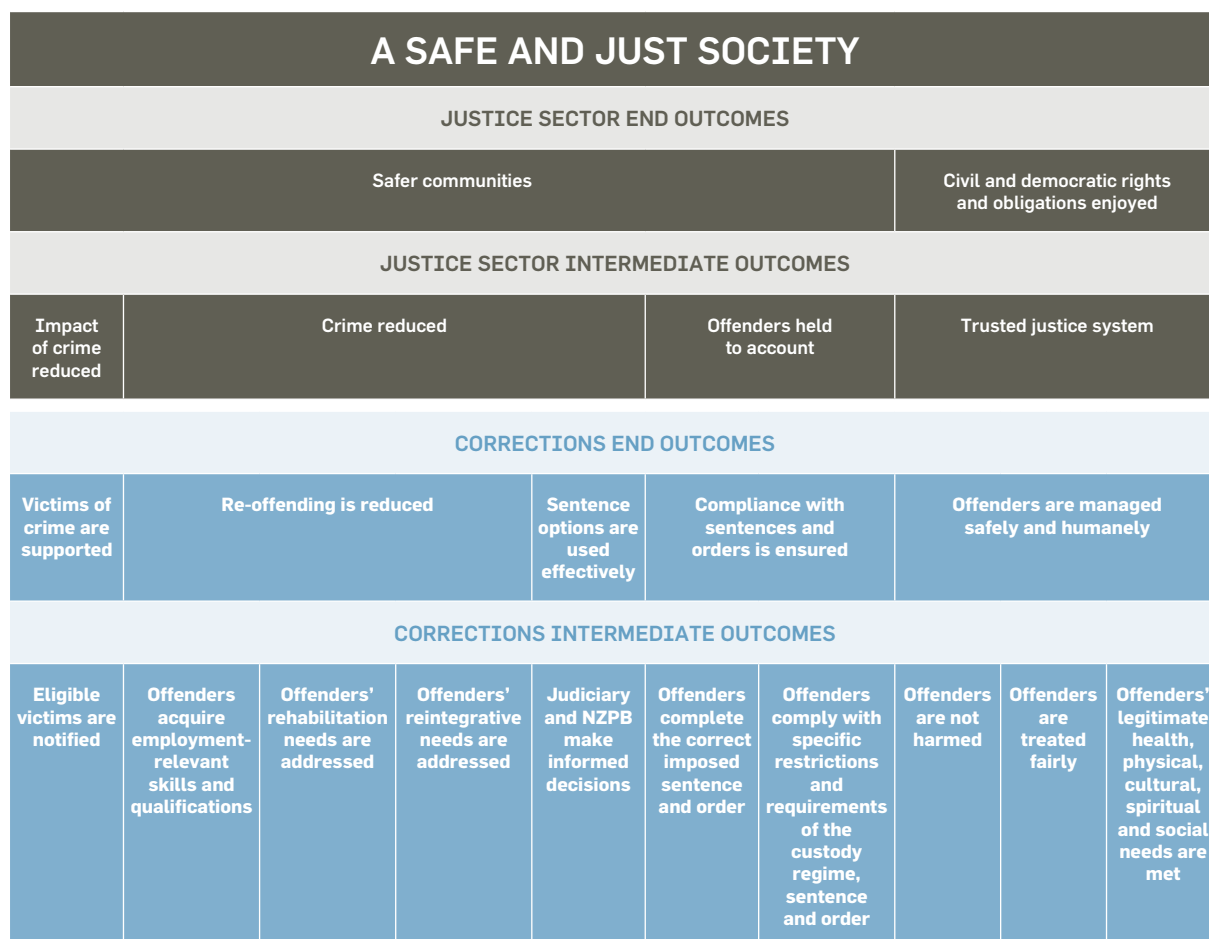 A SAFE AND JUST SOCIETY
JUSTICE SECTOR END OUTCOMES
Safer communities
Civil and democratic rights
and obligations enjoyed
JUSTICE SECTOR INTERMEDIATE OUTCOMES
Impact
of crime
reduced
Crime reduced
Offenders held
to account
Trusted justice system
CORRECTIONS END OUTCOMES
Victims of
crime are
supported
Re-offending is reduced
Sentence
options are
used
effectively
Compliance with
sentences and
orders is ensured
Offenders are managed
safely and humanely
CORRECTIONS INTERMEDIATE OUTCOMES
Eligible
victims are
notified
Offenders
acquire
employment-
relevant
skills and
qualifications
Offenders’
rehabilitation
needs are
addressed
Offenders’
reintegrative
needs are
addressed
Judiciary
and NZPB
make
informed
decisions
Offenders
complete
the correct
imposed
sentence
and order
Offenders
comply with
specific
restrictions
and
requirements
of the
custody
regime,
sentence
and order
Offenders
are not
harmed
Offenders
are
treated
fairly
Offenders’
legitimate
health,
physical,
cultural,
spiritual
and social
needs are
met